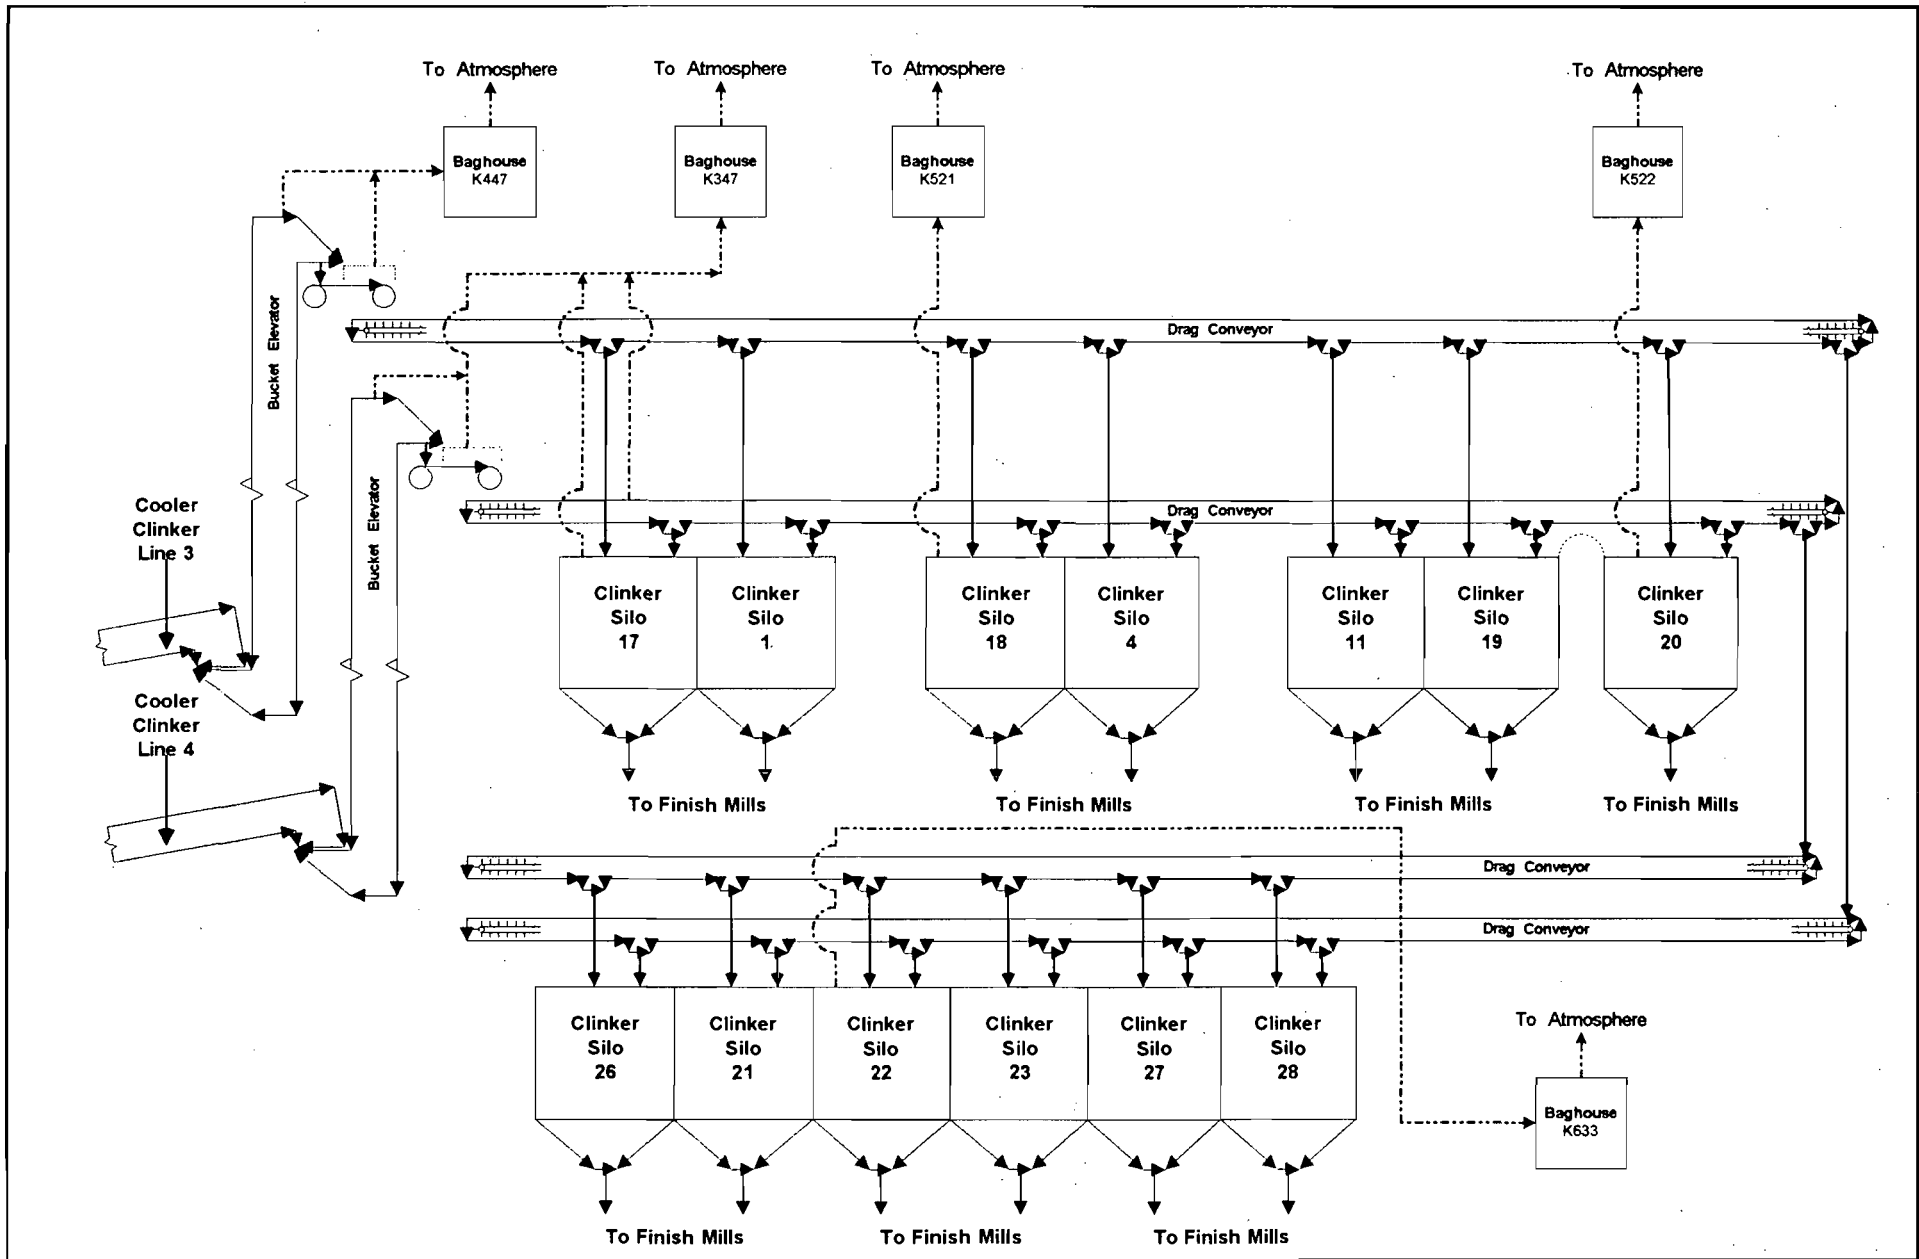 To Atmosphere
To Atmosphere
To Atmosphere
To Atmosphere
Baghouse
K447
Baghouse
K347
Baghouse
K521
Baghouse
K522
Bucket Elevator
Drag Conveyor
Bucket Elevator
Cooler
Clinker
Line 3
Drag Conveyor
Clinker
Silo
17
Clinker
Silo
1
Clinker
Silo
18
Clinker
Silo
4
Clinker
Silo
11
Clinker
Silo
19
Clinker
Silo
20
Cooler
Clinker
Line 4
To Finish Mills
To Finish Mills
To Finish Mills
To Finish Mills
Drag Conveyor
Drag Conveyor
Clinker
Silo
26
Clinker
Silo
21
Clinker
Silo
22
Clinker
Silo
23
Clinker
Silo
27
Clinker
Silo
28
To Atmosphere
Baghouse
K633
To Finish Mills
To Finish Mills
To Finish Mills